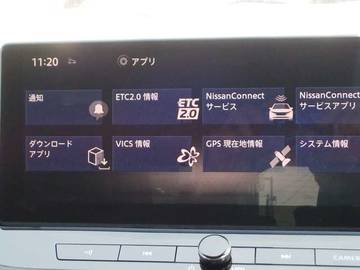 11:20
アプリ
通知
ETC2.0 情報
ETC
2.0
NissanConnect
サービス
NissanConnect
サービスアプリ
ダウンロード
アプリ
VICS 情報
GPS 現在地情報
システム情報
CAMERA